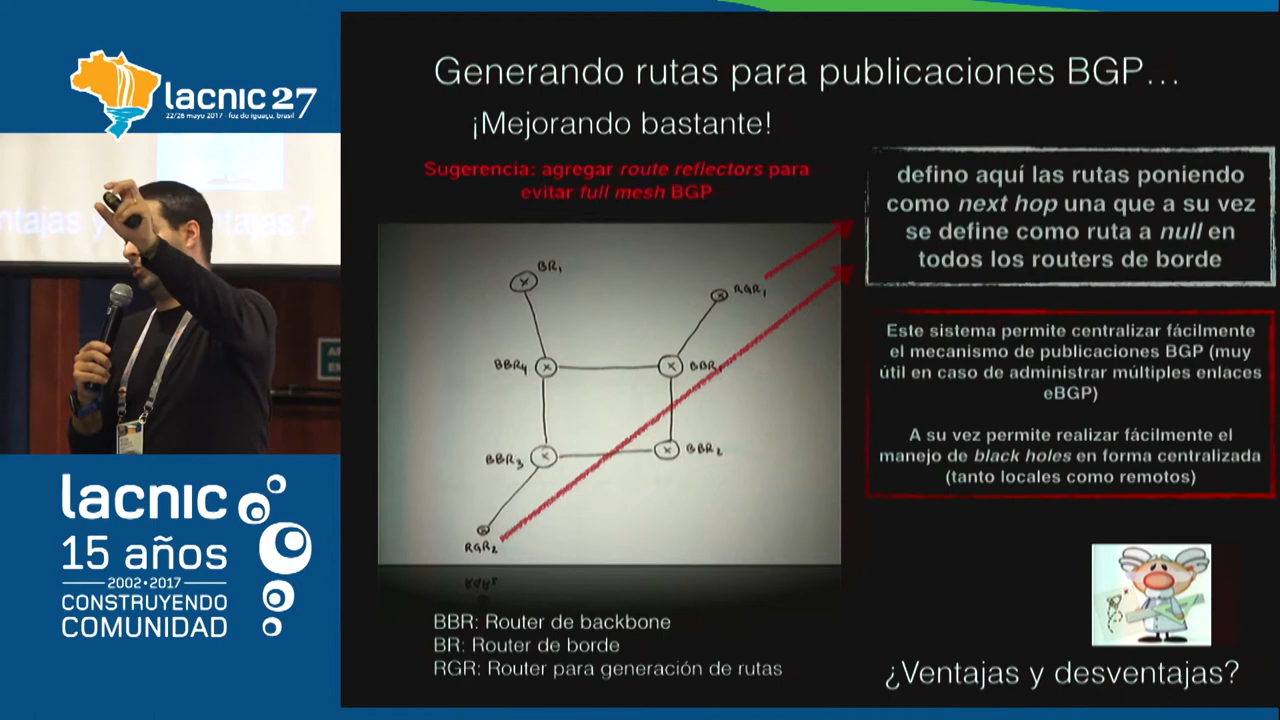 lacnic 27
22/26 mayo 2017 - foz do iguaçu, brasil
ntajas y
ventajas?
lacnic
15 años
2002•2017
CONSTRUYENDO
COMUNIDAD
Generando rutas para publicaciones BGP…
¡Mejorando bastante!
Sugerencia: agregar route reflectors para
evitar full mesh BGP
BR1
RGR1
BBR4
BBR
BBR3
BBR2
RGR2
defino aquí las rutas poniendo
como next hop una que a su vez
se define como ruta a null en
todos los routers de borde
Este sistema permite centralizar fácilmente
el mecanismo de publicaciones BGP (muy
útil en caso de administrar múltiples enlaces
eBGP)
A su vez permite realizar fácilmente el
manejo de black holes en forma centralizada
(tanto locales como remotos)
BBR: Router de backbone
BR: Router de borde
RGR: Router para generación de rutas
¿Ventajas y desventajas?